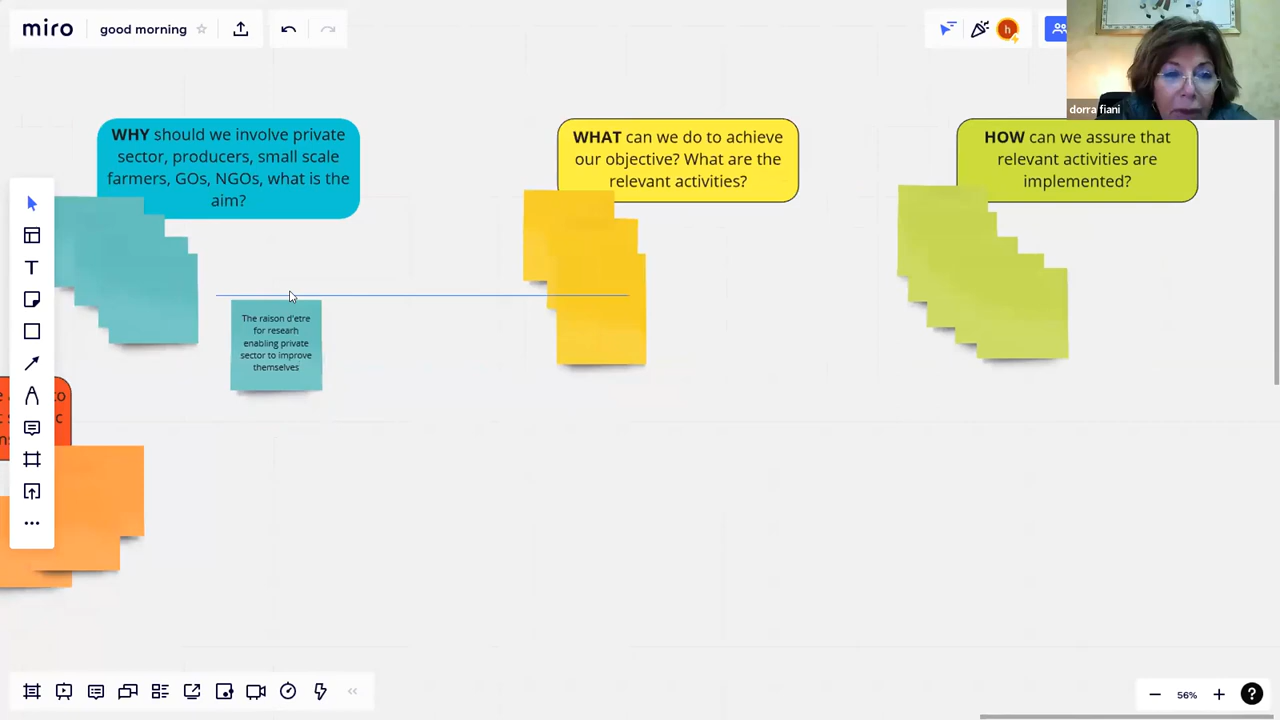 miro
good morning
h
dorra fiani
WHY should we involve private
sector, producers, small scale
farmers, GOs, NGOs, what is the
aim?
WHAT can we do to achieve
our objective? What are the
relevant activities?
HOW can we assure that
relevant activities are
implemented?
The raison d'etre
for researh
enabling private
sector to improve
themselves
T
56%
?